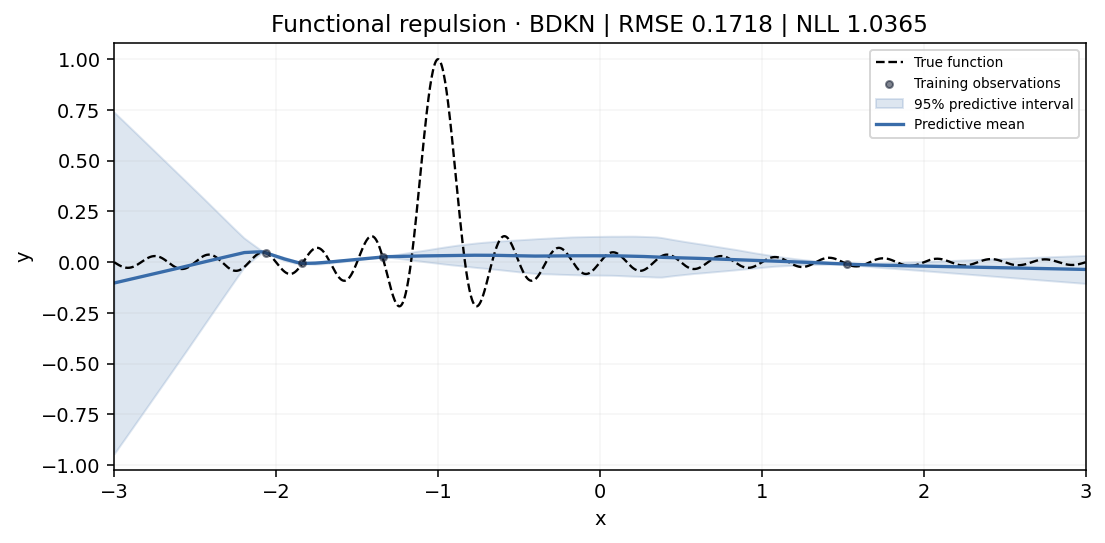 Functional repulsion · BDKN | RMSE 0.1718 | NLL 1.0365
True function
Training observations
95% predictive interval
Predictive mean
y
1.00
0.75
0.50
0.25
0.00
−0.25
−0.50
−0.75
−1.00
−3 −2 −1 0 1 2 3
x